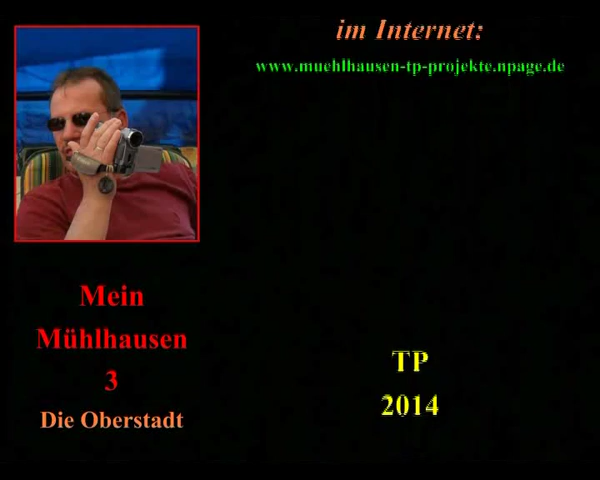 im Internet:
www.muehlhausen-tp-projekte.npage.de
Mein
Mühlhausen
3
Die Oberstadt
TP
2014